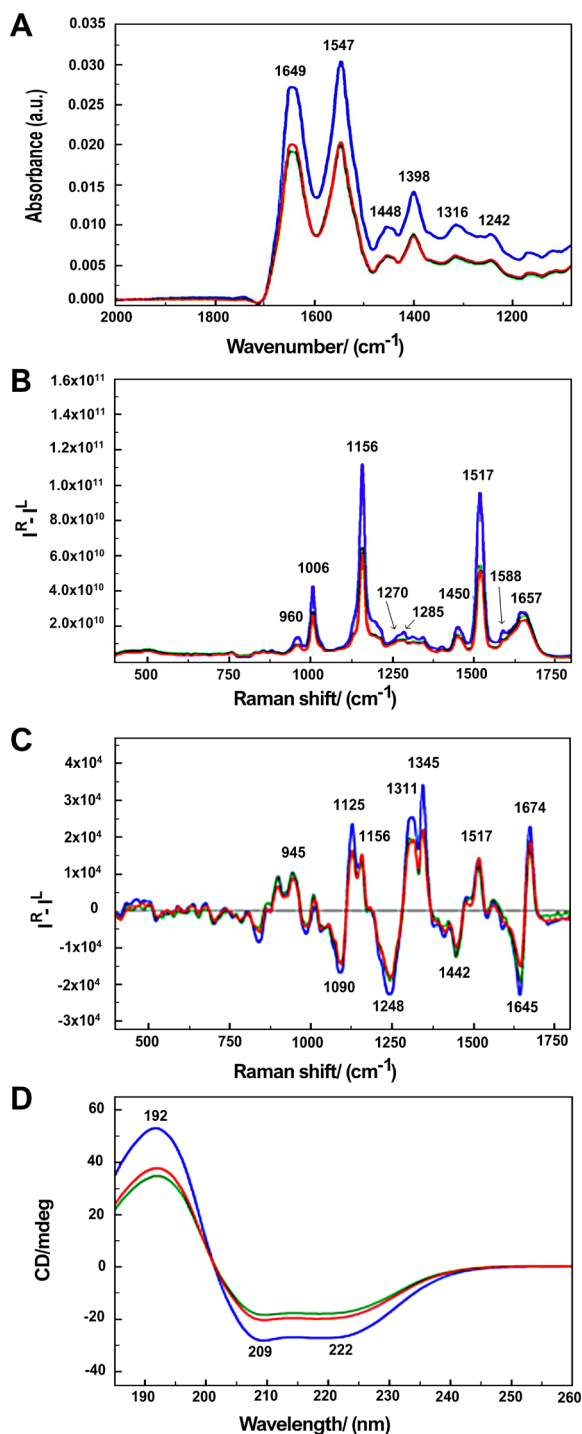 A
0.035
0.030
0.025
0.020
0.015
0.010
0.005
0.000
Absorbance (a.u.)
1649
1547
1448
1398
1316
1242
2000 1800 1600 1400 1200
Wavenumber/ (cm-1)
B
1.6x10^11
1.4x10^11
1.2x10^11
1.0x10^11
8.0x10^10
6.0x10^10
4.0x10^10
2.0x10^10
I^R- I^L
960
1006
1156
1270
1285
1450
1517
1588
1657
500 750 1000 1250 1500 1750
Raman shift/ (cm-1)
C
4x10^4
3x10^4
2x10^4
1x10^4
0
-1x10^4
-2x10^4
-3x10^4
I^R- I^L
945
1090
1125
1156
1248
1311
1345
1442
1517
1645
1674
500 750 1000 1250 1500 1750
Raman shift/ (cm-1)
D
60
40
20
0
-20
-40
CD/mdeg
192
209
222
190 200 210 220 230 240 250 260
Wavelength/ (nm)